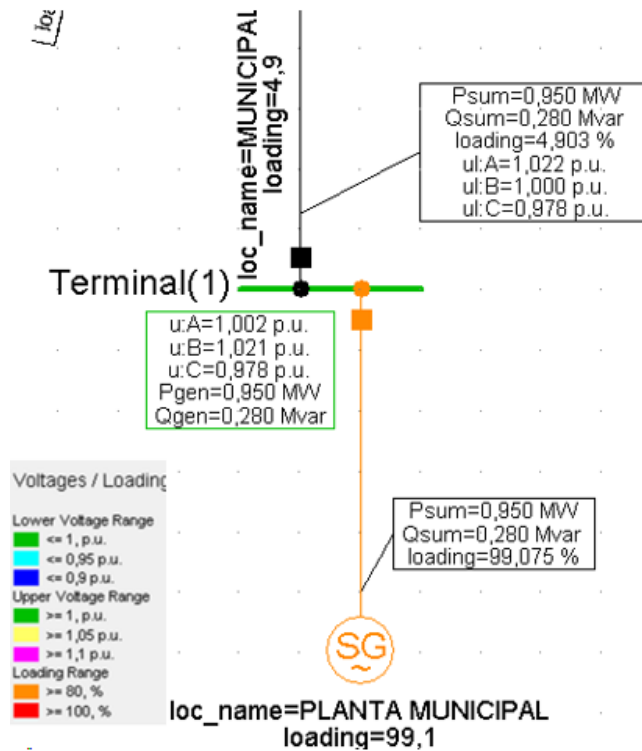 loc_name=MUNICIPAL
loading=4,9
Psum=0,950 MW
Qsum=0,280 Mvar
loading=4,903 %
ul:A=1,022 p.u.
ul:B=1,000 p.u.
ul:C=0,978 p.u.
Terminal(1)
u:A=1,002 p.u.
u:B=1,021 p.u.
u:C=0,978 p.u.
Pgen=0,950 MW
Qgen=0,280 Mvar
Voltages / Loading
Lower Voltage Range
<= 1, p.u.
<= 0,95 p.u.
<= 0,9 p.u.
Upper Voltage Range
>= 1, p.u.
>= 1,05 p.u.
>= 1,1 p.u.
Loading Range
>= 80, %
>= 100, %
Psum=0,950 MW
Qsum=0,280 Mvar
loading=99,075 %
SG
~
loc_name=PLANTA MUNICIPAL
loading=99,1